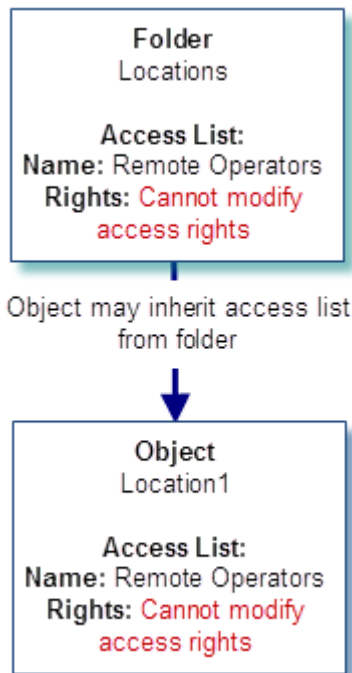 Folder
Locations
Access List:
Name: Remote Operators
Rights: Cannot modify
access rights
Object may inherit access list
from folder
Object
Location1
Access List:
Name: Remote Operators
Rights: Cannot modify
access rights